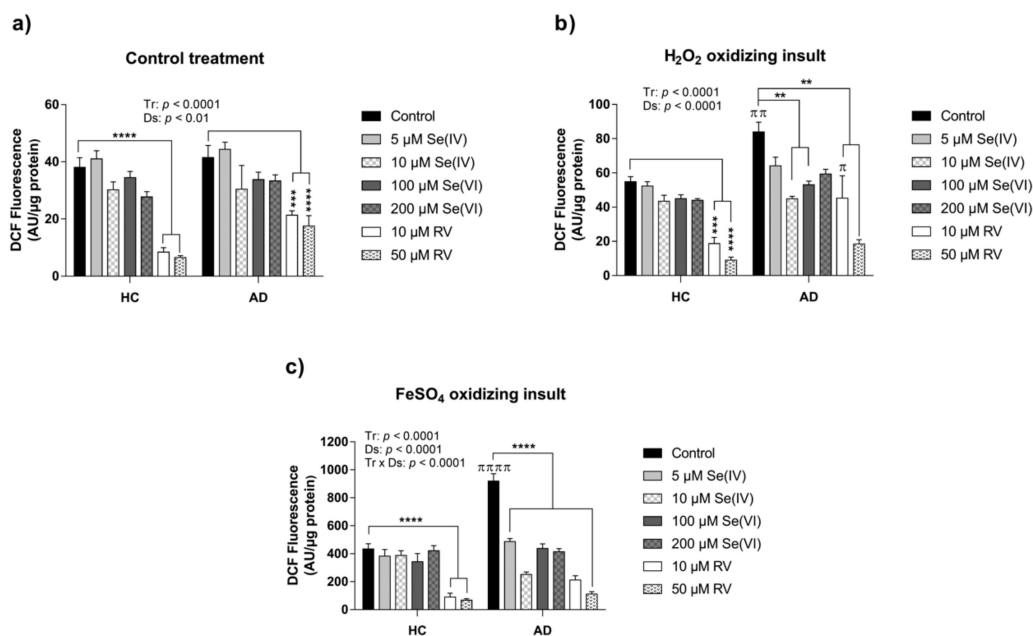 a)
Control treatment
Tr: p < 0.0001
Ds: p < 0.01
****
***
****
60
40
20
0
DCF Fluorescence
(AU/µg protein)
HC
AD
Control
5 µM Se(IV)
10 µM Se(IV)
100 µM Se(VI)
200 µM Se(VI)
10 µM RV
50 µM RV
b)
H₂O₂ oxidizing insult
Tr: p < 0.0001
Ds: p < 0.0001
**
**
ππ
π
***
****
100
80
60
40
20
0
DCF Fluorescence
(AU/µg protein)
HC
AD
Control
5 µM Se(IV)
10 µM Se(IV)
100 µM Se(VI)
200 µM Se(VI)
10 µM RV
50 µM RV
c)
FeSO₄ oxidizing insult
Tr: p < 0.0001
Ds: p < 0.0001
Tr x Ds: p < 0.0001
****
ππππ
****
1200
1000
800
600
400
200
0
DCF Fluorescence
(AU/µg protein)
HC
AD
Control
5 µM Se(IV)
10 µM Se(IV)
100 µM Se(VI)
200 µM Se(VI)
10 µM RV
50 µM RV